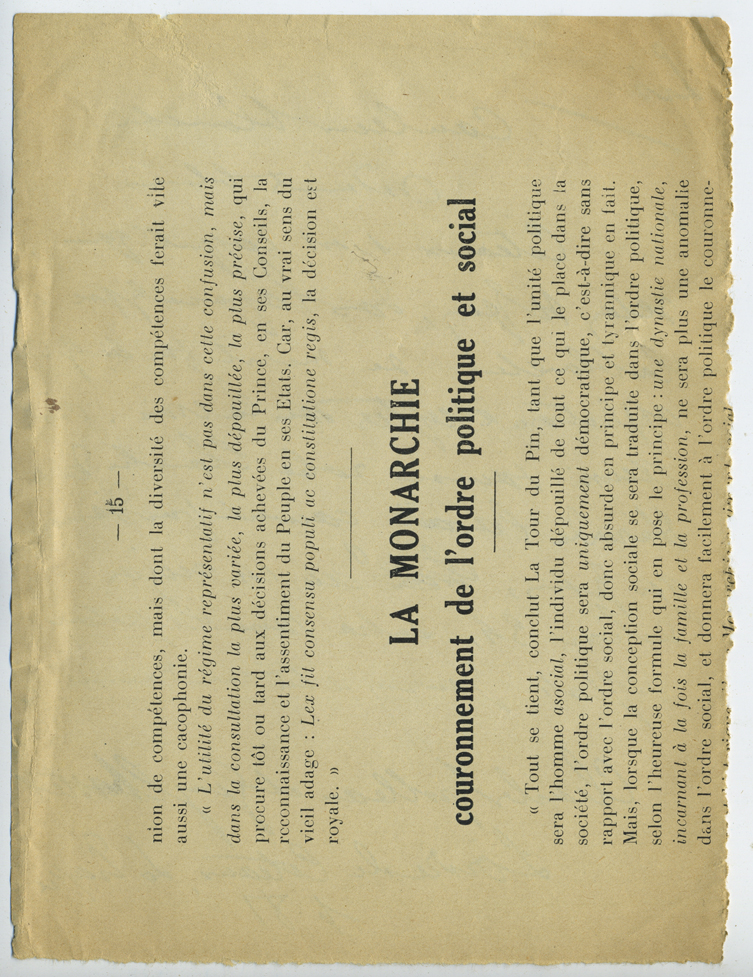 — 15 —
nion de compétences, mais dont la diversité des compétences ferait vite
aussi une cacophonie.
« L'utilité du régime représentatif n'est pas dans cette confusion, mais
dans la consultation la plus variée, la plus dépouillée, la plus précise, qui
procure tôt ou tard aux décisions achevées du Prince, en ses Conseils, la
reconnaissance et l'assentiment du Peuple en ses Etats. Car, au vrai sens du
vieil adage : Lex fit consensu populi ac constitutione regis, la décision est
royale. »
LA MONARCHIE
couronnement de l'ordre politique et social
« Tout se tient, conclut La Tour du Pin, tant que l'unité politique
sera l'homme asocial, l'individu dépouillé de tout ce qui le place dans la
société, l'ordre politique sera uniquement démocratique, c'est-à-dire sans
rapport avec l'ordre social, donc absurde en principe et tyrannique en fait.
Mais, lorsque la conception sociale se sera traduite dans l'ordre politique,
selon l'heureuse formule qui en pose le principe : une dynastie nationale,
incarnant à la fois la famille et la profession, ne sera plus une anomalie
dans l'ordre social, et donnera facilement à l'ordre politique le couronne-